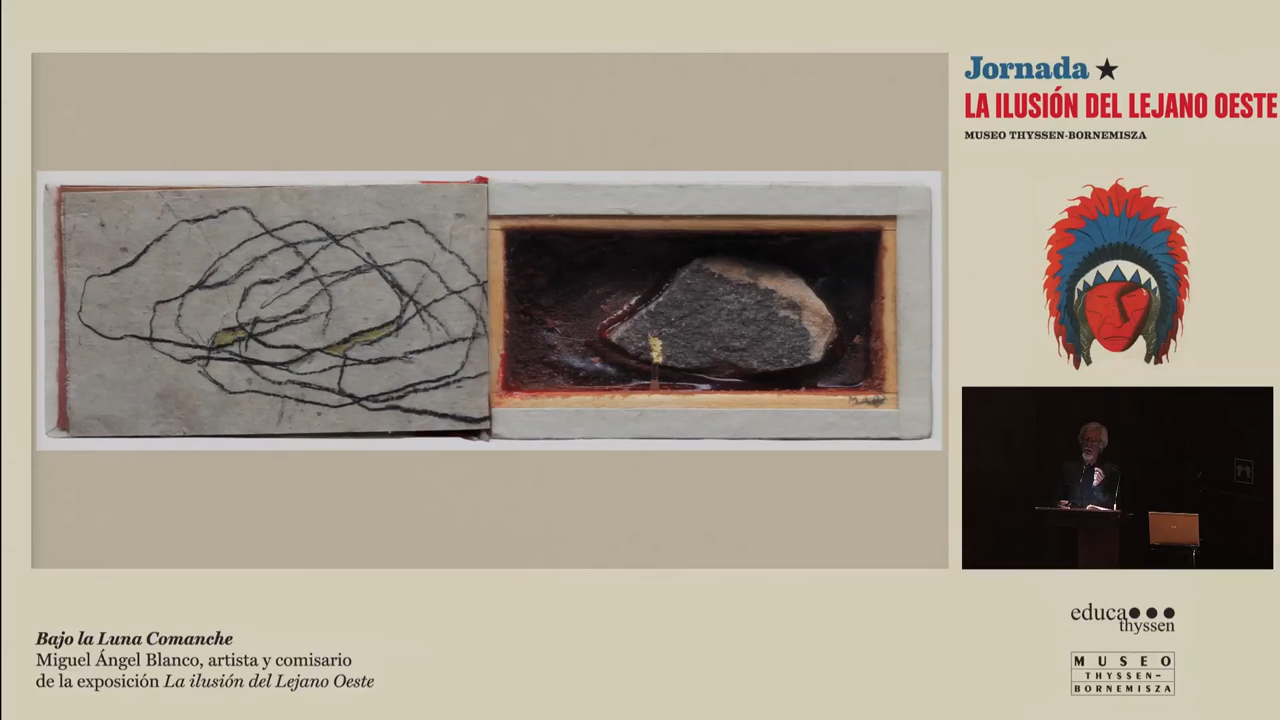 Jornada ★
LA ILUSIÓN DEL LEJANO OESTE
MUSEO THYSSEN-BORNEMISZA
Bajo la Luna Comanche
Miguel Ángel Blanco, artista y comisario
de la exposición La ilusión del Lejano Oeste
educa
thyssen
MUSEO
THYSSEN-
BORNEMISZA